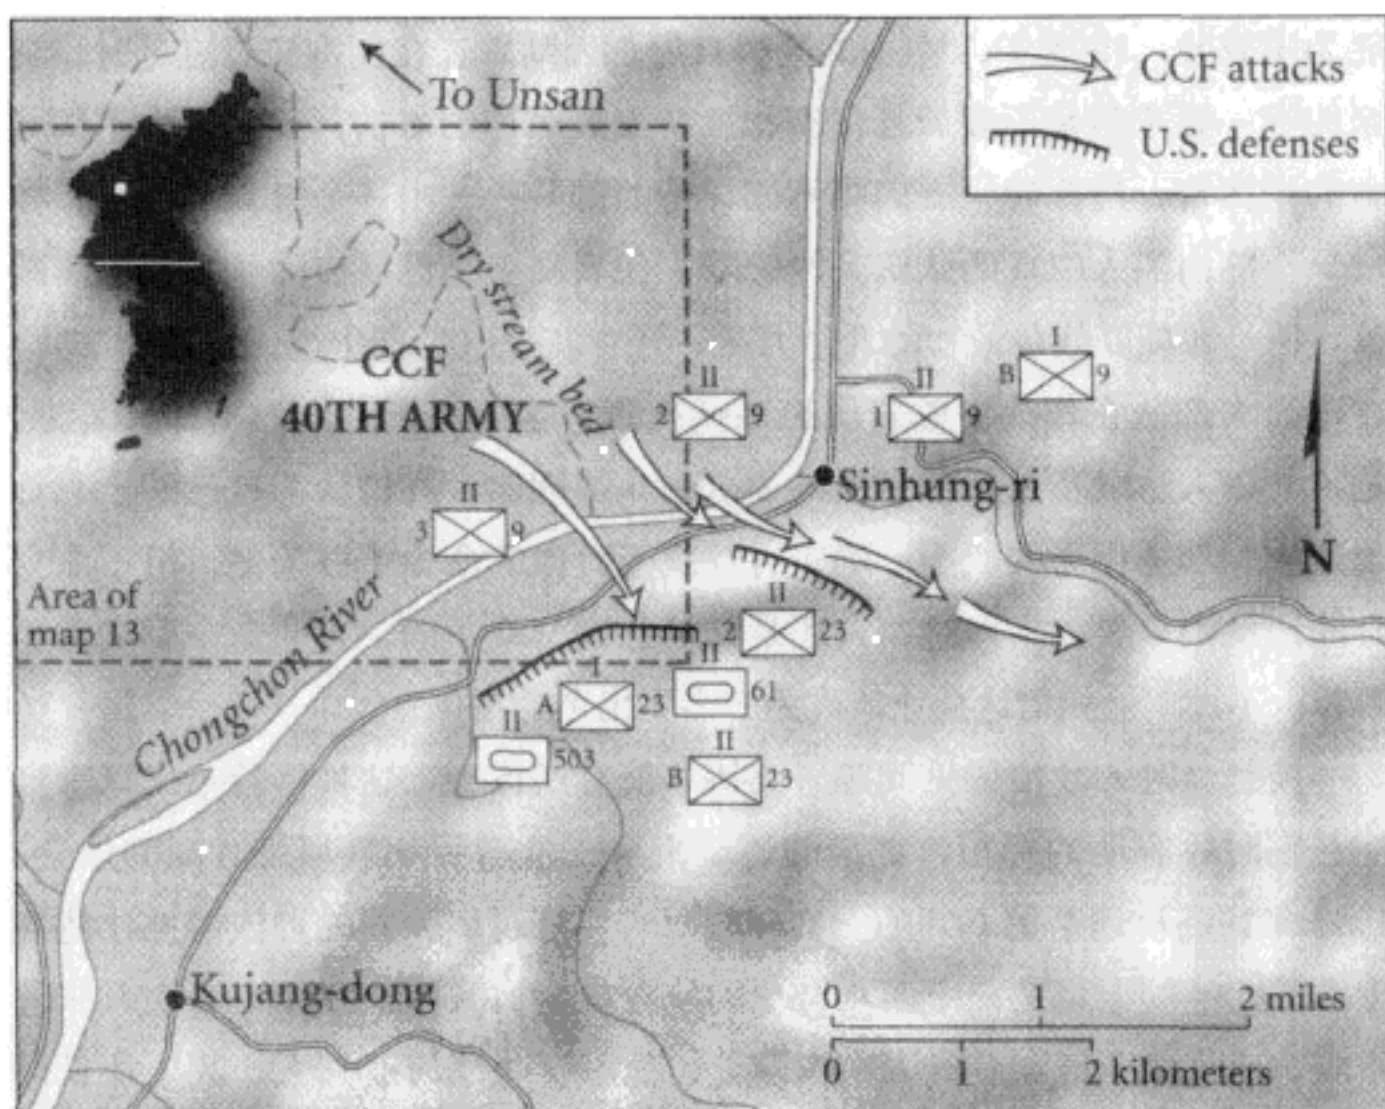 To Unsan
CCF attacks
U.S. defenses
Dry stream bed
CCF
40TH ARMY
II
2 9
II
1 9
I
B 9
Sinhung-ri
II
3 9
N
Area of
map 13
Chongchon River
II
2 23
I
A 23
II
61
II
503
II
B 23
Kujang-dong
0 1 2 miles
0 1 2 kilometers